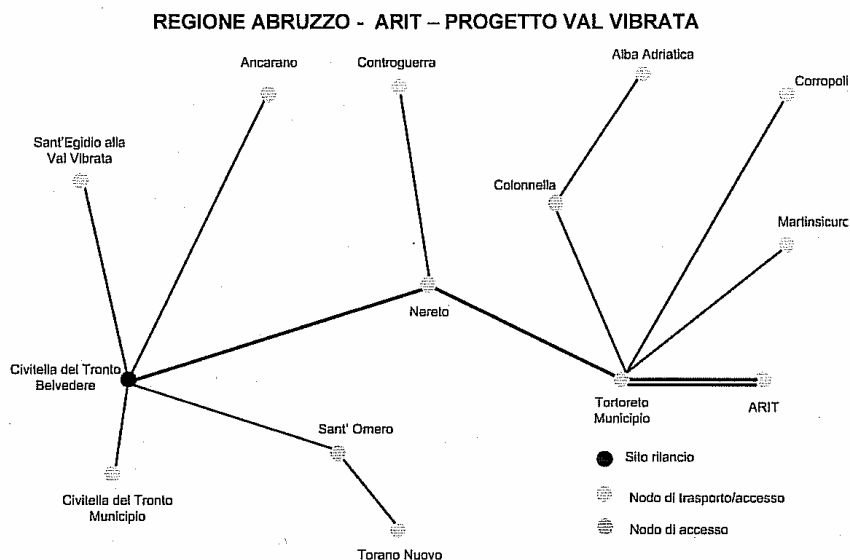 REGIONE ABRUZZO - ARIT – PROGETTO VAL VIBRATA
Alba Adriatica
Ancarano
Controguerra
Corropoli
Sant'Egidio alla
Val Vibrata
Colonnella
Martinsicuro
Nereto
Civitella del Tronto
Belvedere
Tortoreto
Municipio
ARIT
Sant' Omero
Sito rilancio
Civitella del Tronto
Municipio
Nodo di trasporto/accesso
Nodo di accesso
Torano Nuovo